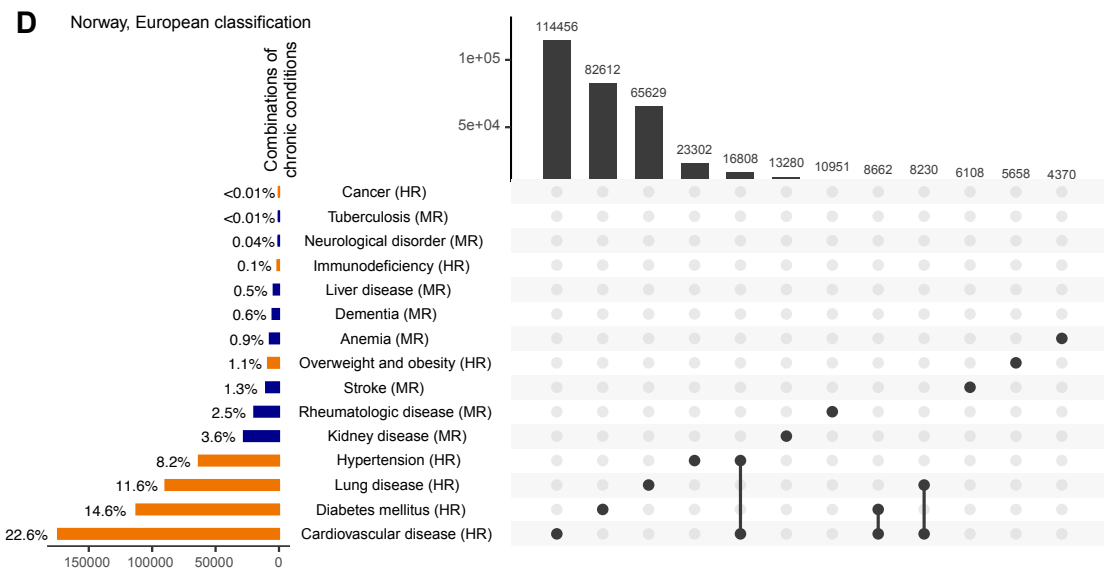 D
Norway, European classification
Combinations of
chronic conditions
1e+05
5e+04
114456
82612
65629
23302
16808
13280
10951
8662
8230
6108
5658
4370
<0.01% Cancer (HR)
<0.01% Tuberculosis (MR)
0.04% Neurological disorder (MR)
0.1% Immunodeficiency (HR)
0.5% Liver disease (MR)
0.6% Dementia (MR)
0.9% Anemia (MR)
1.1% Overweight and obesity (HR)
1.3% Stroke (MR)
2.5% Rheumatologic disease (MR)
3.6% Kidney disease (MR)
8.2% Hypertension (HR)
11.6% Lung disease (HR)
14.6% Diabetes mellitus (HR)
22.6% Cardiovascular disease (HR)
150000 100000 50000 0